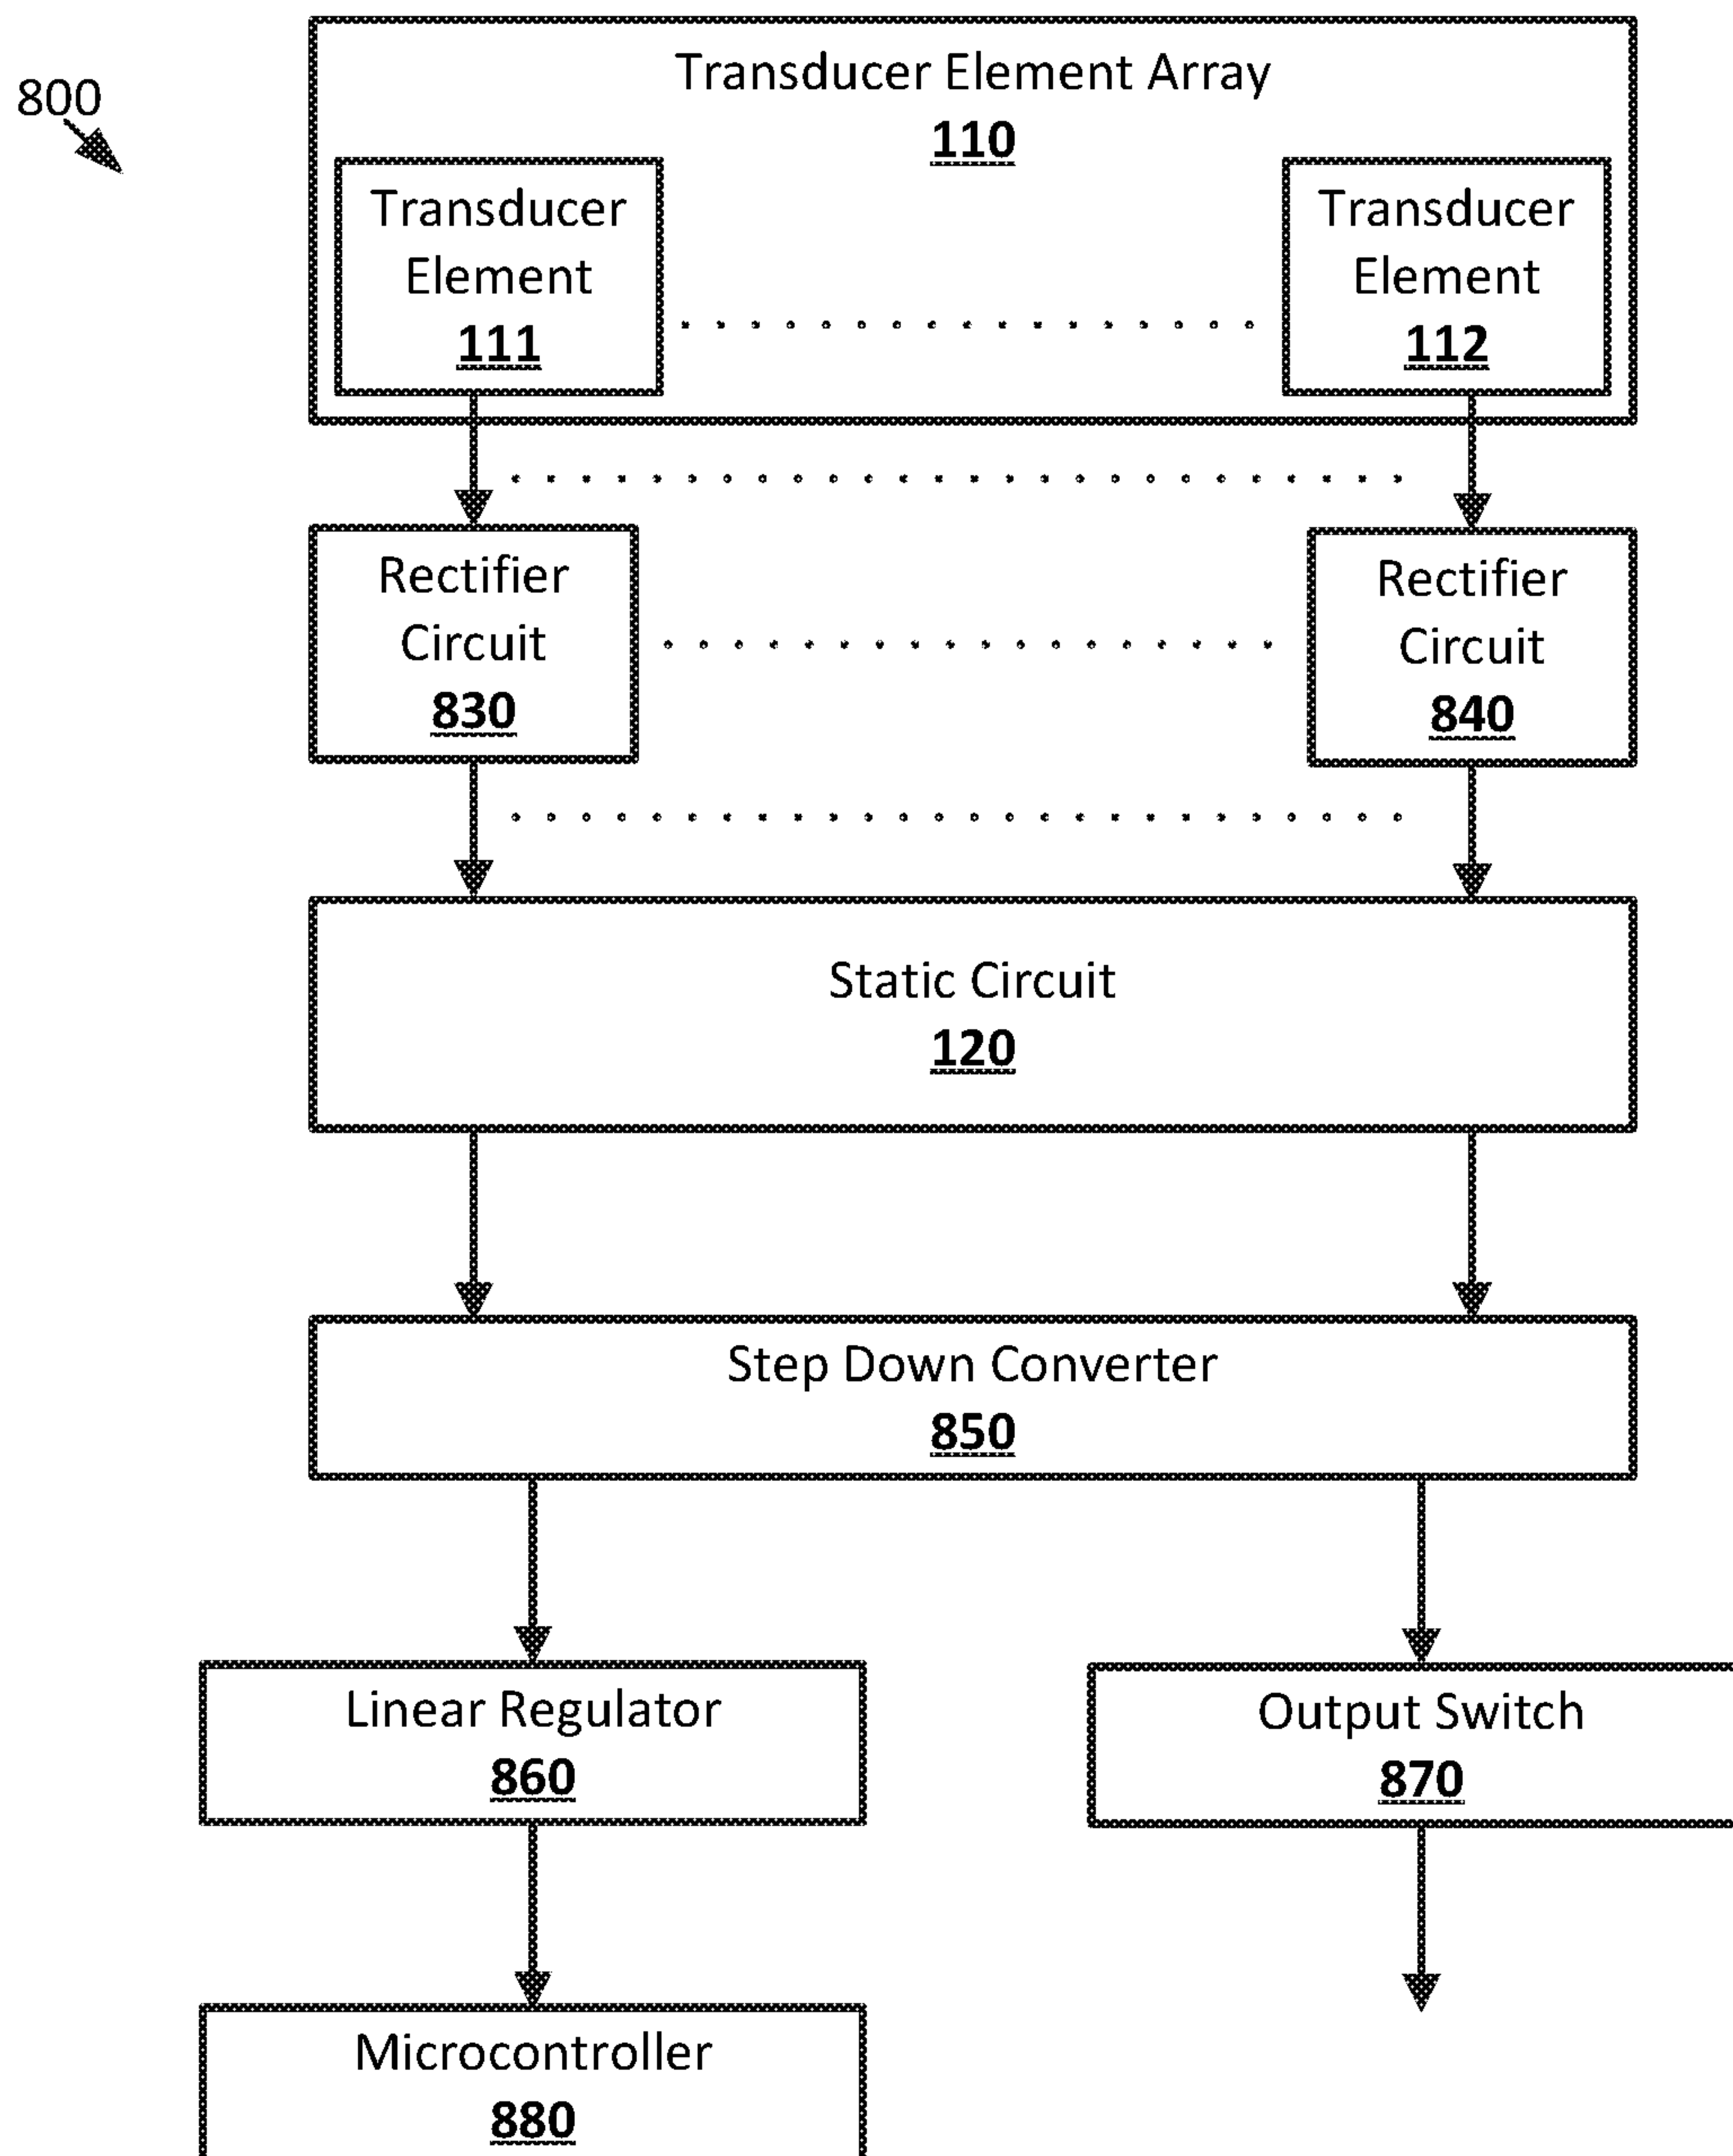 800
Transducer Element Array
110
Transducer
Element
111
Transducer
Element
112
Rectifier
Circuit
830
Rectifier
Circuit
840
Static Circuit
120
Step Down Converter
850
Linear Regulator
860
Output Switch
870
Microcontroller
880